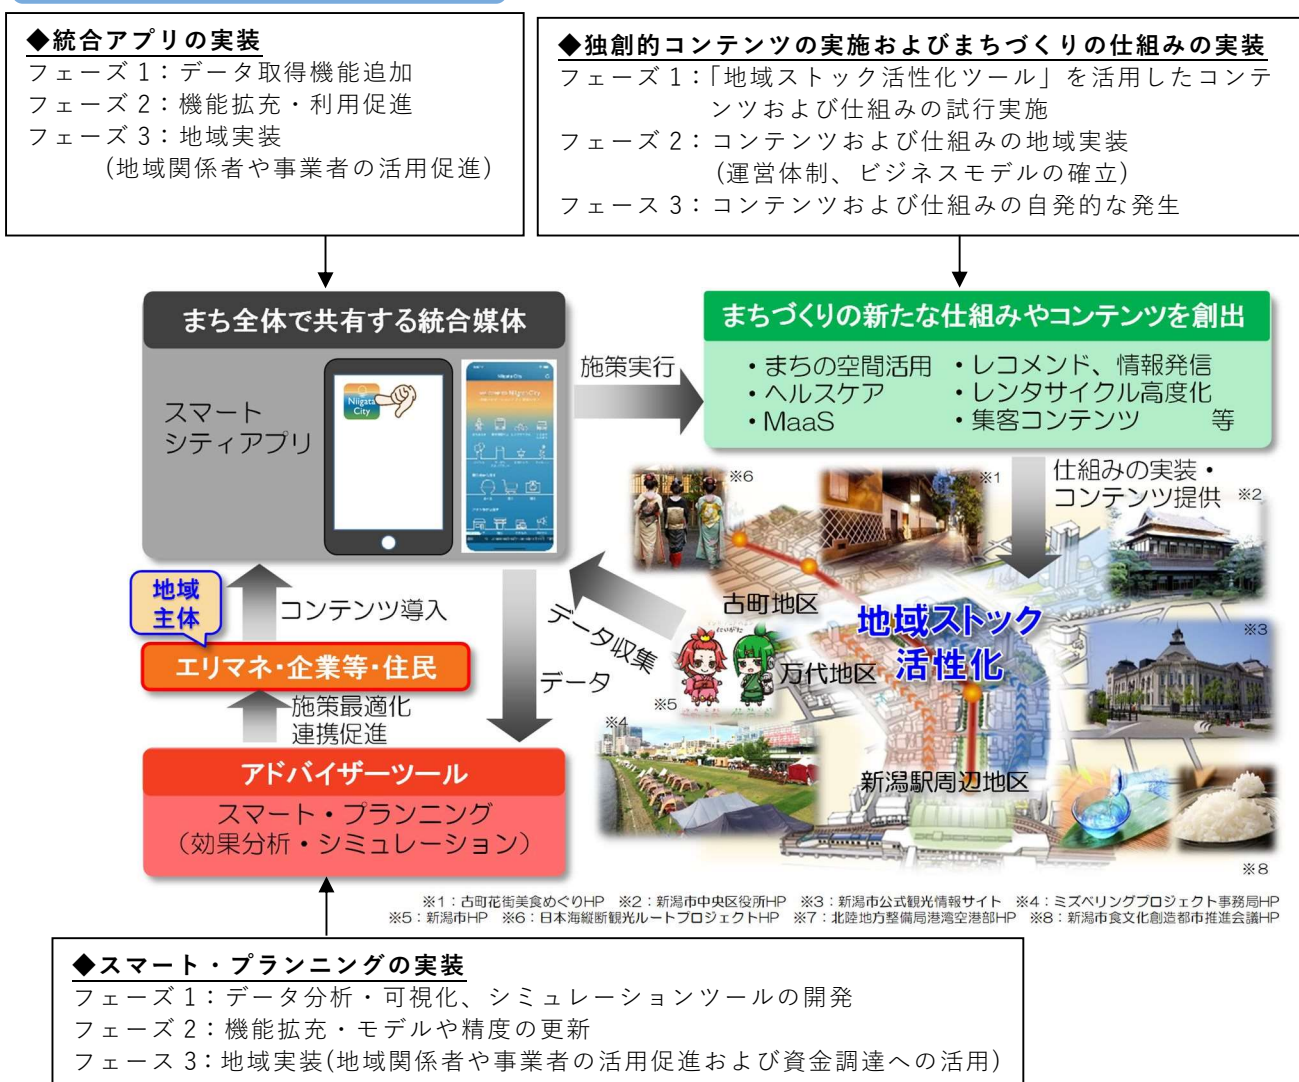 ◆統合アプリの実装
フェーズ1：データ取得機能追加
フェーズ2：機能拡充・利用促進
フェーズ3：地域実装
(地域関係者や事業者の活用促進)
◆独創的コンテンツの実施およびまちづくりの仕組みの実装
フェーズ1：「地域ストック活性化ツール」を活用したコンテ
ンツおよび仕組みの試行実施
フェーズ2：コンテンツおよび仕組みの地域実装
(運営体制、ビジネスモデルの確立)
フェース3：コンテンツおよび仕組みの自発的な発生
まち全体で共有する統合媒体
スマート
シティアプリ
Niigata
City
施策実行
まちづくりの新たな仕組みやコンテンツを創出
・まちの空間活用
・ヘルスケア
・MaaS
・レコメンド、情報発信
・レンタサイクル高度化
・集客コンテンツ 等
仕組みの実装・
コンテンツ提供
※6
※1
※2
※3
※5
※4
※8
古町地区
万代地区
新潟駅周辺地区
地域ストック
活性化
データ収集
データ
地域
主体
コンテンツ導入
エリマネ・企業等・住民
施策最適化
連携促進
アドバイザーツール
スマート・プランニング
（効果分析・シミュレーション）
※1：古町花街美食めぐりHP ※2：新潟市中央区役所HP ※3：新潟市公式観光情報サイト ※4：ミズベリングプロジェクト事務局HP
※5：新潟市HP ※6：日本海縦断観光ルートプロジェクトHP ※7：北陸地方整備局港湾空港部HP ※8：新潟市食文化創造都市推進会議HP
◆スマート・プランニングの実装
フェーズ1：データ分析・可視化、シミュレーションツールの開発
フェーズ2：機能拡充・モデルや精度の更新
フェース3：地域実装(地域関係者や事業者の活用促進および資金調達への活用)